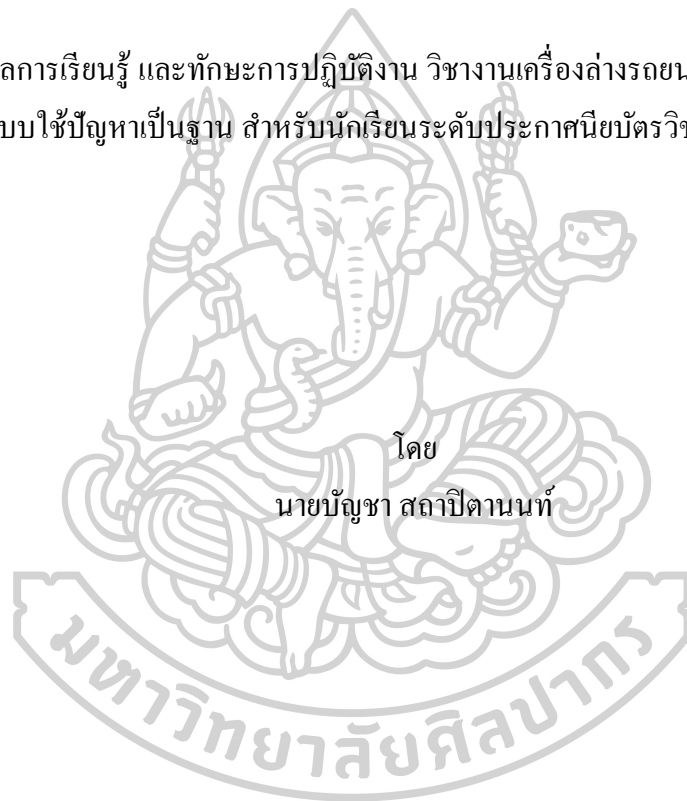 ลการเรียนรู้ และทักษะการปฏิบัติงาน วิชางานเครื่องล่างรถยน
บบใช้ปัญหาเป็นฐาน สำหรับนักเรียนระดับประกาศนียบัตรวิช
โดย
นายบัญชา สถาปิตานนท์
มหาวิทยาลัยศิลปากร